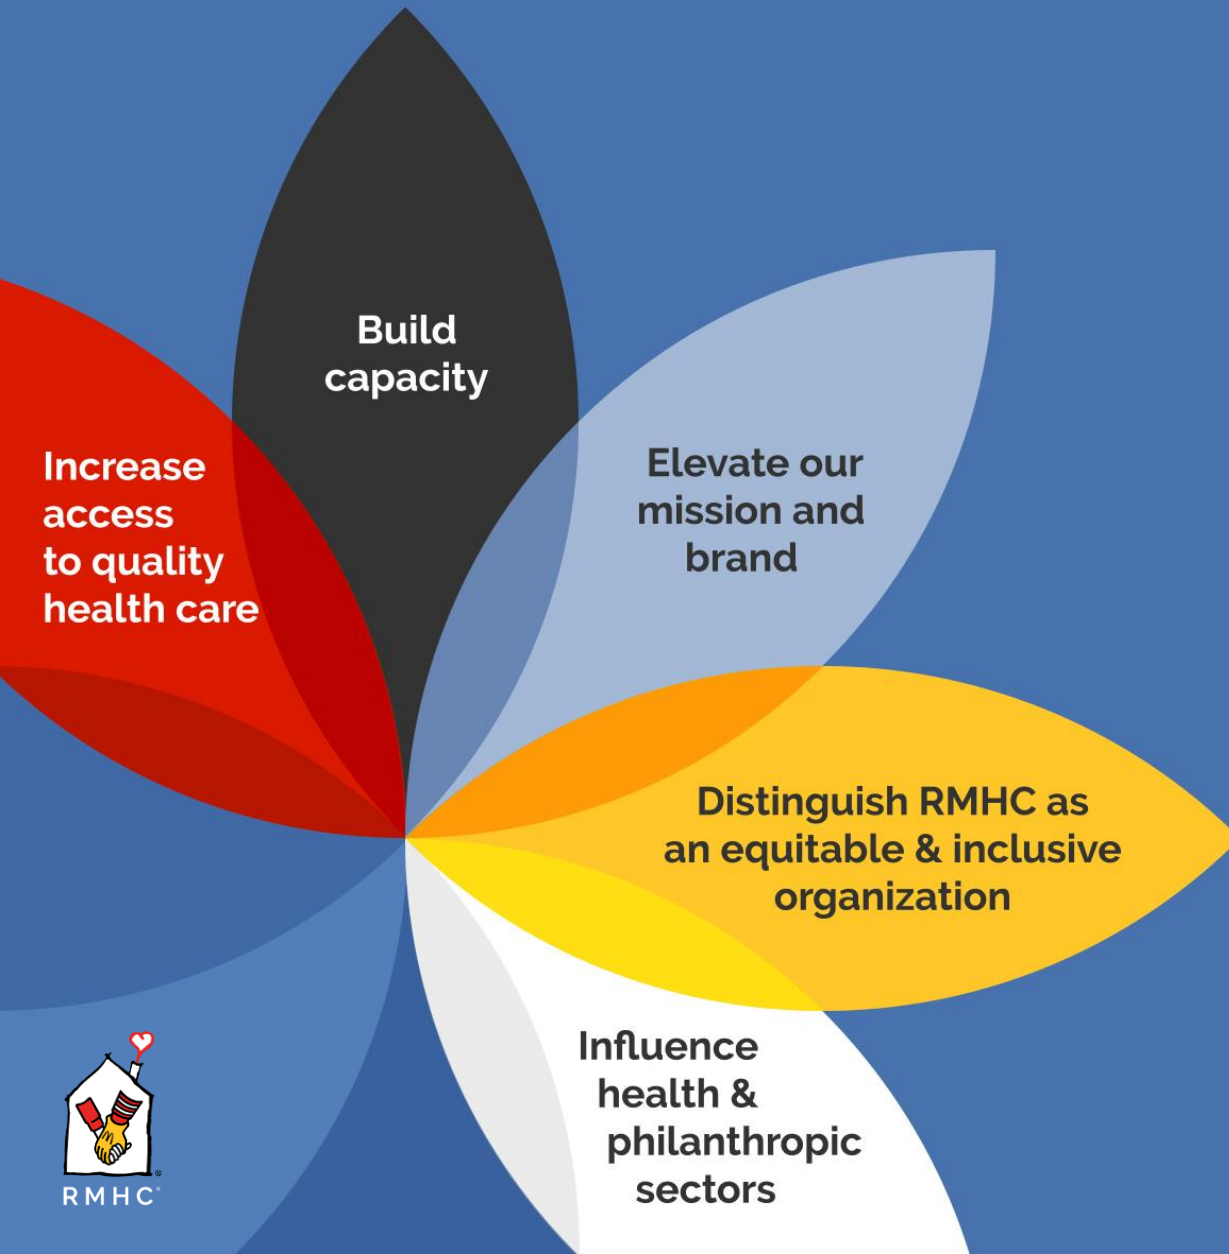 Build
capacity
Increase
access
to quality
health care
Elevate our
mission and
brand
Distinguish RMHC as
an equitable & inclusive
organization
Influence
health &
philanthropic
sectors
®
RMHC®